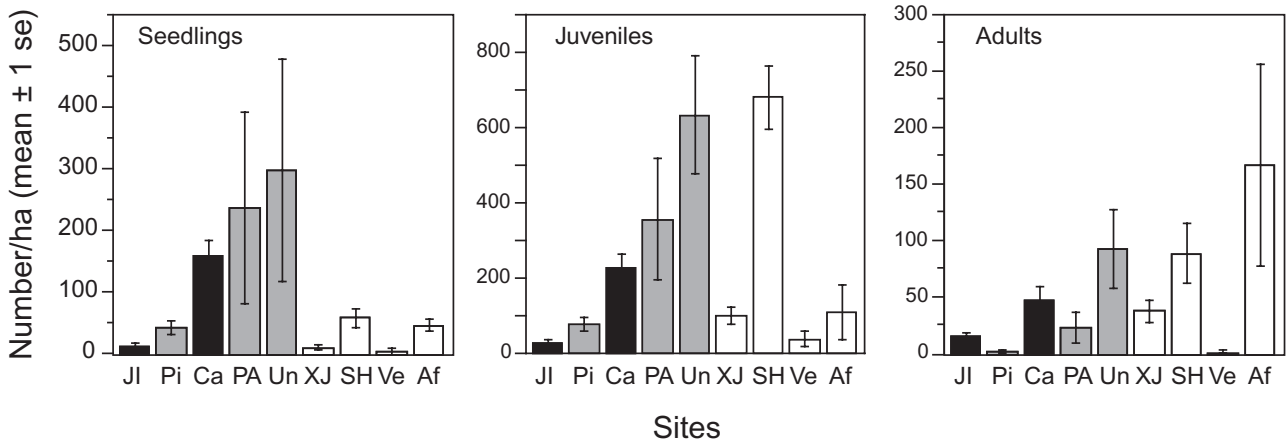 Number/ha (mean ± 1 se)
Seedlings
500
400
300
200
100
0
JI Pi Ca PA Un XJ SH Ve Af
Juveniles
800
600
400
200
0
JI Pi Ca PA Un XJ SH Ve Af
Adults
300
250
200
150
100
50
0
JI Pi Ca PA Un XJ SH Ve Af
Sites